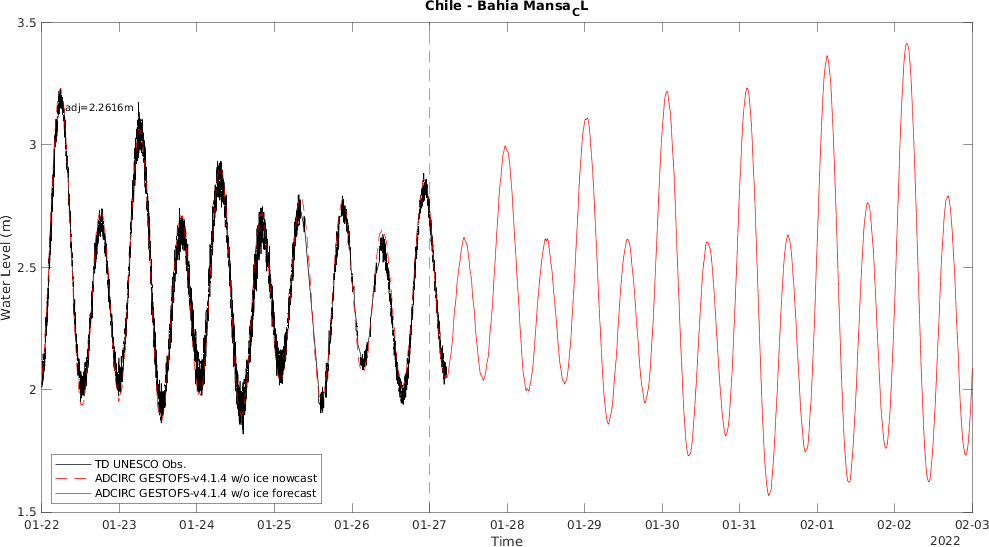 Chile - Bahia Mansa_CL
3.5
adj=2.2616m
3
Water Level (m)
2.5
2
TD UNESCO Obs.
ADCIRC GESTOFS-v4.1.4 w/o ice nowcast
ADCIRC GESTOFS-v4.1.4 w/o ice forecast
1.5
01-22 01-23 01-24 01-25 01-26 01-27 01-28 01-29 01-30 01-31 02-01 02-02 02-03
Time
2022